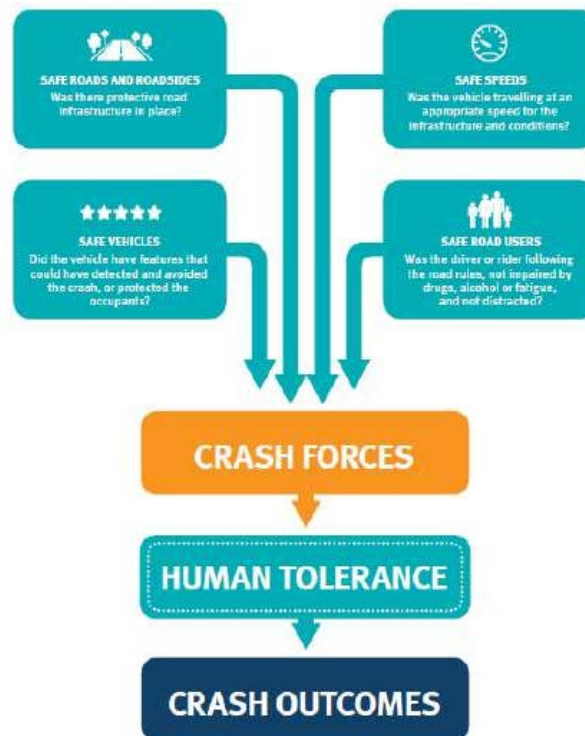 SAFE ROADS AND ROADSIDES
Was there protective road
infrastructure in place?
SAFE SPEEDS
Was the vehicle travelling at an
appropriate speed for the
infrastructure and conditions?
SAFE VEHICLES
Did the vehicle have features that
could have detected and avoided
the crash, or protected the
occupants?
SAFE ROAD USERS
Was the driver or rider following
the road rules, not impaired by
drugs, alcohol or fatigue,
and not distracted?
CRASH FORCES
HUMAN TOLERANCE
CRASH OUTCOMES